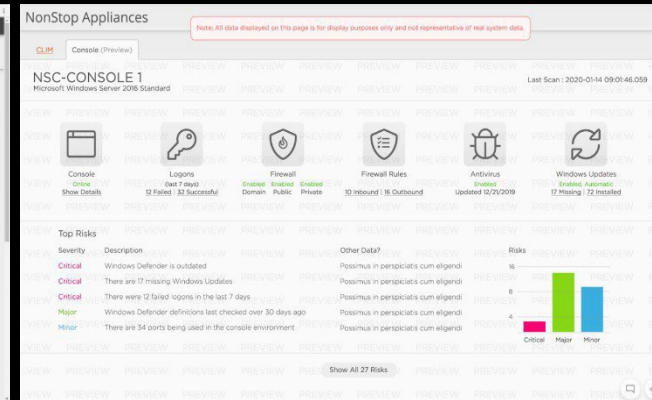 NonStop Appliances
Note: All data displayed on this page is for display purposes only and not representative of real system data.
CLIM
Console (Preview)
NSC-CONSOLE 1
Microsoft Windows Server 2016 Standard
Last Scan : 2020-01-14 09:01:46.059
Console
Online
Show Details
Logons
(last 7 days)
12 Failed | 32 Successful
Firewall
Enabled Enabled Enabled
Domain Public Private
Firewall Rules
10 Inbound | 16 Outbound
Antivirus
Enabled
Updated 12/21/2019
Windows Updates
Enabled, Automatic
17 Missing | 72 Installed
Top Risks
Severity Description Other Data?
Critical Windows Defender is outdated Possimus in perspiciatis cum eligendi
Critical There are 17 missing Windows Updates Possimus in perspiciatis cum eligendi
Critical There were 12 failed logons in the last 7 days Possimus in perspiciatis cum eligendi
Major Windows Defender definitions last checked over 30 days ago Possimus in perspiciatis cum eligendi
Minor There are 34 ports being used in the console environment Possimus in perspiciatis cum eligendi
Risks
16
8
4
Critical Major Minor
Show All 27 Risks
PREVIEW PREVIEW PREVIEW PREVIEW PREVIEW PREVIEW PREVIEW PREVIEW